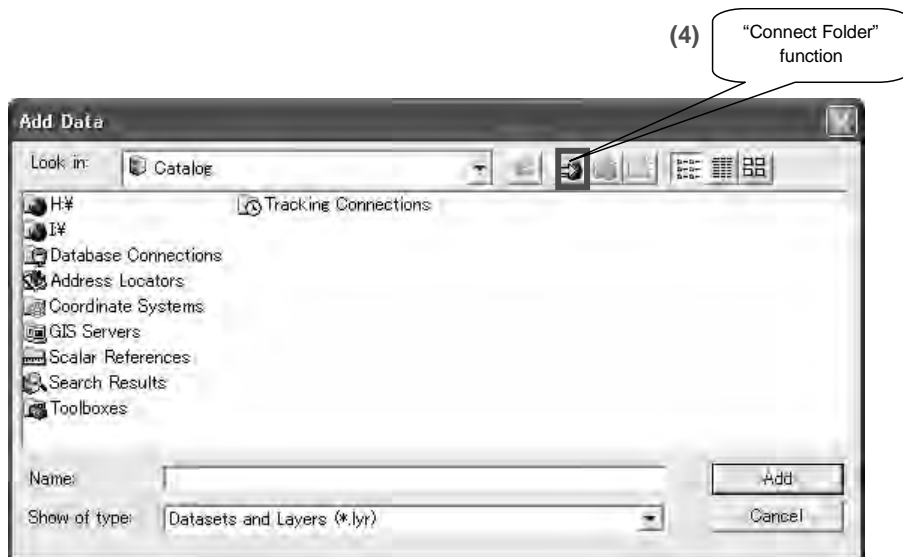 (4)
“Connect Folder”
function
Add Data
Look in:
Catalog
H:¥
Tracking Connections
I:¥
Database Connections
Address Locators
Coordinate Systems
GIS Servers
Scalar References
Search Results
Toolboxes
Name:
Add
Show of type:
Datasets and Layers (*.lyr)
Cancel